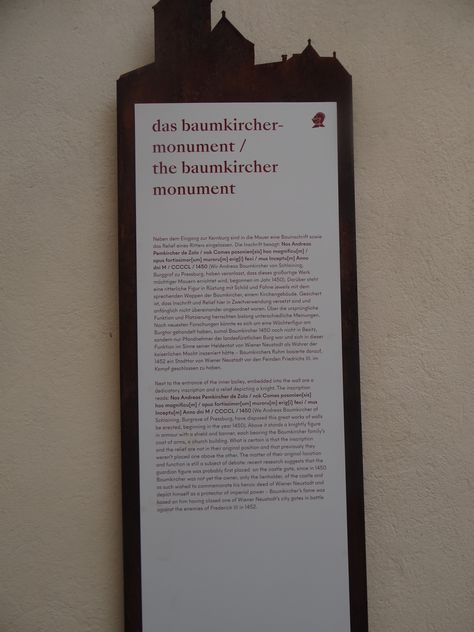 das baumkircher-
monument /
the baumkircher
monument
Neben dem Eingang zur Kernburg sind in die Mauer eine Bauinschrift sowie
das Relief eines Ritters eingelassen. Die Inschrift besagt: Nos Andreas
Pemkircher de Zolo / nak Comes posonien[sis] hos magnificu[m] /
opus fortissimor[um] muroru[m] erig[i] feci / mus Inceptu[m] Anno
dni M / CCCCL / 1450 (Wir Andreas Baumkircher von Schlaining,
Burggraf zu Pressburg, haben veranlasst, dass dieses großartige Werk
mächtiger Mauern errichtet wird, begonnen im Jahr 1450). Darüber steht
eine ritterliche Figur in Rüstung mit Schild und Fahne jeweils mit dem
sprechenden Wappen der Baumkircher, einem Kirchengebäude. Gesichert
ist, dass Inschrift und Relief hier in Zweitverwendung versetzt sind und
anfänglich nicht übereinander angeordnet waren. Über die ursprüngliche
Funktion und Platzierung herrschten bislang unterschiedliche Meinungen.
Nach neuesten Forschungen könnte es sich um eine Wächterfigur am
Burgtor gehandelt haben, zumal Baumkircher 1450 noch nicht in Besitz,
sondern nur Pfandnehmer der landesfürstlichen Burg war und sich in dieser
Funktion im Sinne seiner Heldentat von Wiener Neustadt als Wahrer der
kaiserlichen Macht inszeniert hätte – Baumkirchers Ruhm basierte darauf,
1452 ein Stadttor von Wiener Neustadt vor den Feinden Friedrichs III. im
Kampf geschlossen zu haben.
Next to the entrance of the inner bailey, embedded into the wall are a
dedicatory inscription and a relief depicting a knight. The inscription
reads: Nos Andreas Pemkircher de Zolo / nak Comes posonien[sis]
hos magnificu[m] / opus fortissimor[um] muroru[m] erig[i] feci / mus
Inceptu[m] Anno dni M / CCCCL / 1450 (We Andreas Baumkircher of
Schlaining, Burgrave of Pressburg, have disposed this great works of walls
be erected, beginning in the year 1450). Above it stands a knightly figure
in armour with a shield and banner, each bearing the Baumkircher family's
coat of arms, a church building. What is certain is that the inscription
and the relief are not in their original position and that previously they
weren't placed one above the other. The matter of their original location
and function is still a subject of debate: recent research suggests that the
guardian figure was probably first placed on the castle gate, since in 1450
Baumkircher was not yet the owner, only the lienholder, of the castle and
as such wished to commemorate his heroic deed of Wiener Neustadt and
depict himself as a protector of imperial power – Baumkircher's fame was
based on him having closed one of Wiener Neustadt's city gates in battle
against the enemies of Frederick III in 1452.